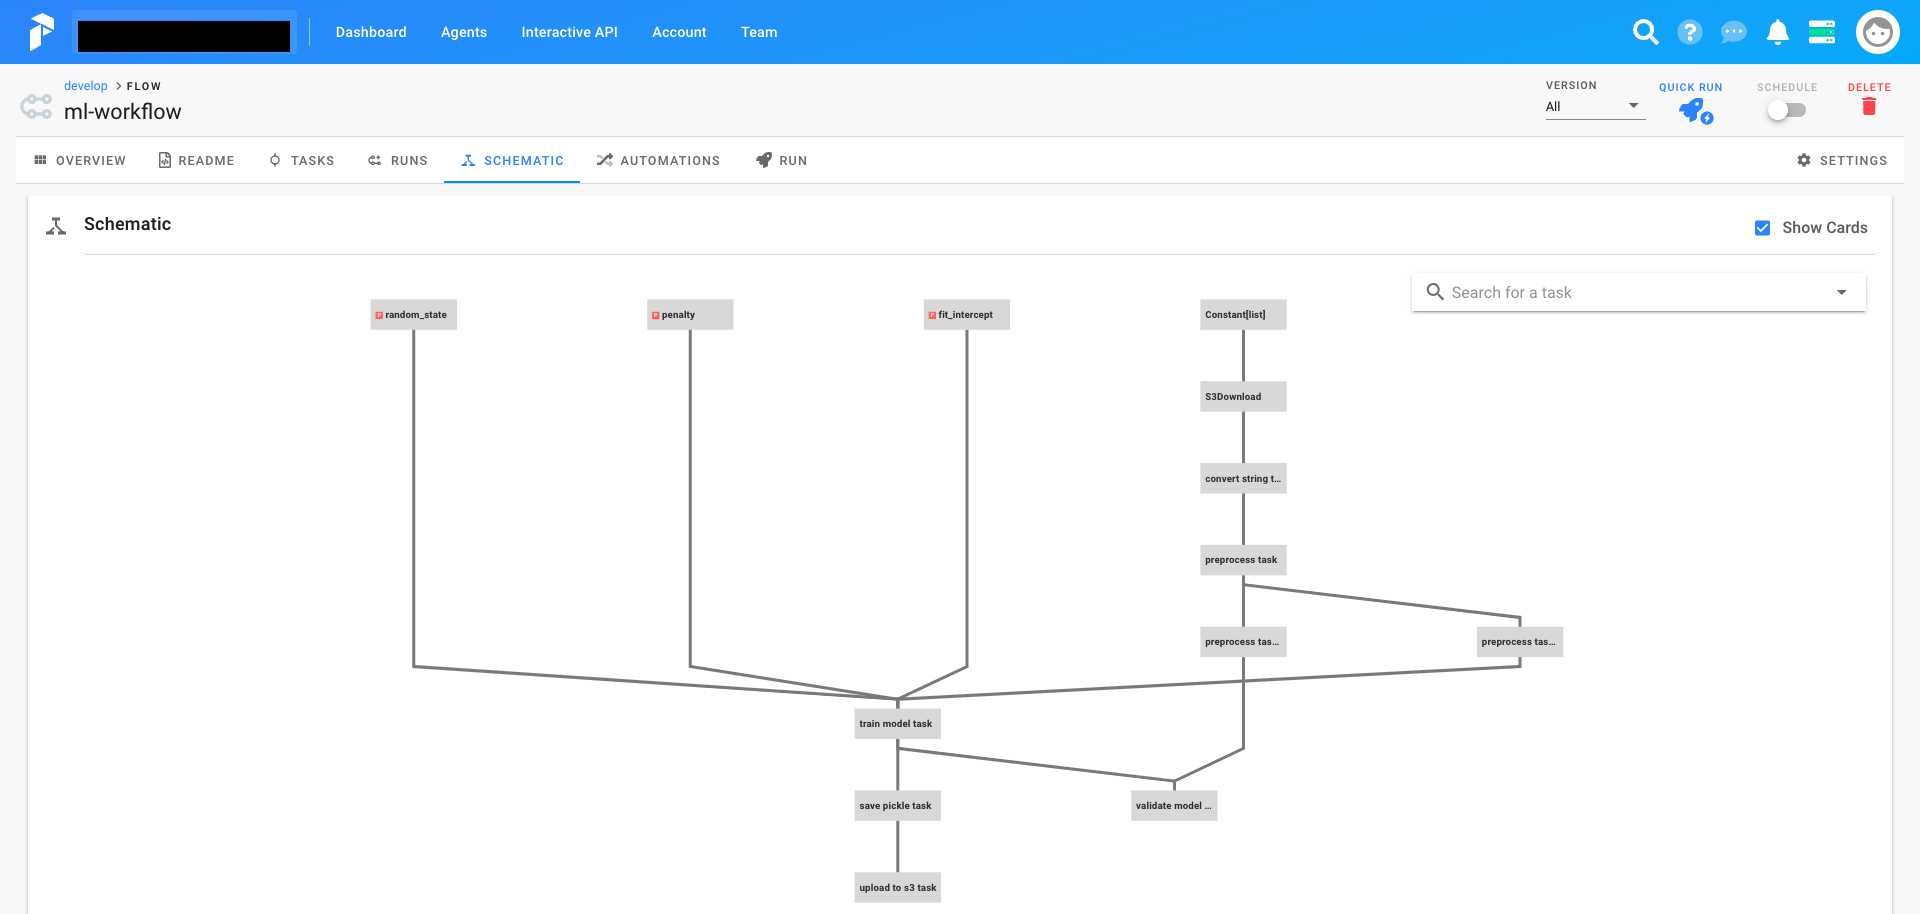 Dashboard Agents Interactive API Account Team
develop > FLOW
ml-workflow
VERSION
All
QUICK RUN
SCHEDULE
DELETE
OVERVIEW README TASKS RUNS SCHEMATIC AUTOMATIONS RUN SETTINGS
Schematic
Show Cards
Search for a task
random_state penalty fit_intercept Constant[list]
S3Download
convert string t...
preprocess task
preprocess tas... preprocess tas...
train model task
save pickle task validate model ...
upload to s3 task